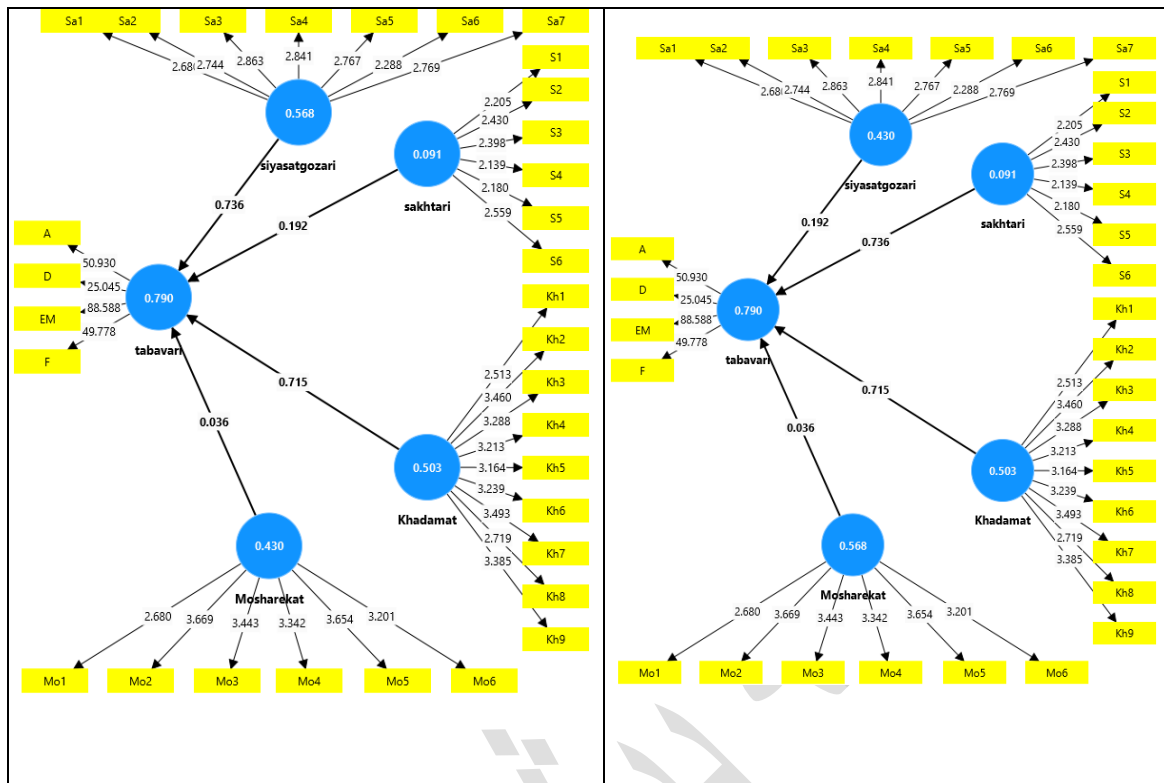 Sa1 Sa2 Sa3 Sa4 Sa5 Sa6 Sa7
2.744 2.863 2.841 2.767 2.288 2.769
0.568
siyasatgozari
S1
S2
S3
S4
S5
S6
2.205
2.430
2.398
2.139
2.180
2.559
0.091
sakhtari
0.736
0.192
A
D
EM
F
50.930
25.045
88.588
49.778
0.790
tabavari
0.715
0.036
Kh1
Kh2
Kh3
Kh4
Kh5
Kh6
Kh7
Kh8
Kh9
2.513
3.460
3.288
3.213
3.164
3.239
3.493
2.719
3.385
0.503
Khadamat
0.430
Mosharekat
2.680 3.669 3.443 3.342 3.654 3.201
Mo1 Mo2 Mo3 Mo4 Mo5 Mo6
Sa1 Sa2 Sa3 Sa4 Sa5 Sa6 Sa7
2.744 2.863 2.841 2.767 2.288 2.769
0.430
siyasatgozari
S1
S2
S3
S4
S5
S6
2.205
2.430
2.398
2.139
2.180
2.559
0.091
sakhtari
0.192
0.736
A
D
EM
F
50.930
25.045
88.588
49.778
0.790
tabavari
0.715
0.036
Kh1
Kh2
Kh3
Kh4
Kh5
Kh6
Kh7
Kh8
Kh9
2.513
3.460
3.288
3.213
3.164
3.239
3.493
2.719
3.385
0.503
Khadamat
0.568
Mosharekat
2.680 3.669 3.443 3.342 3.654 3.201
Mo1 Mo2 Mo3 Mo4 Mo5 Mo6